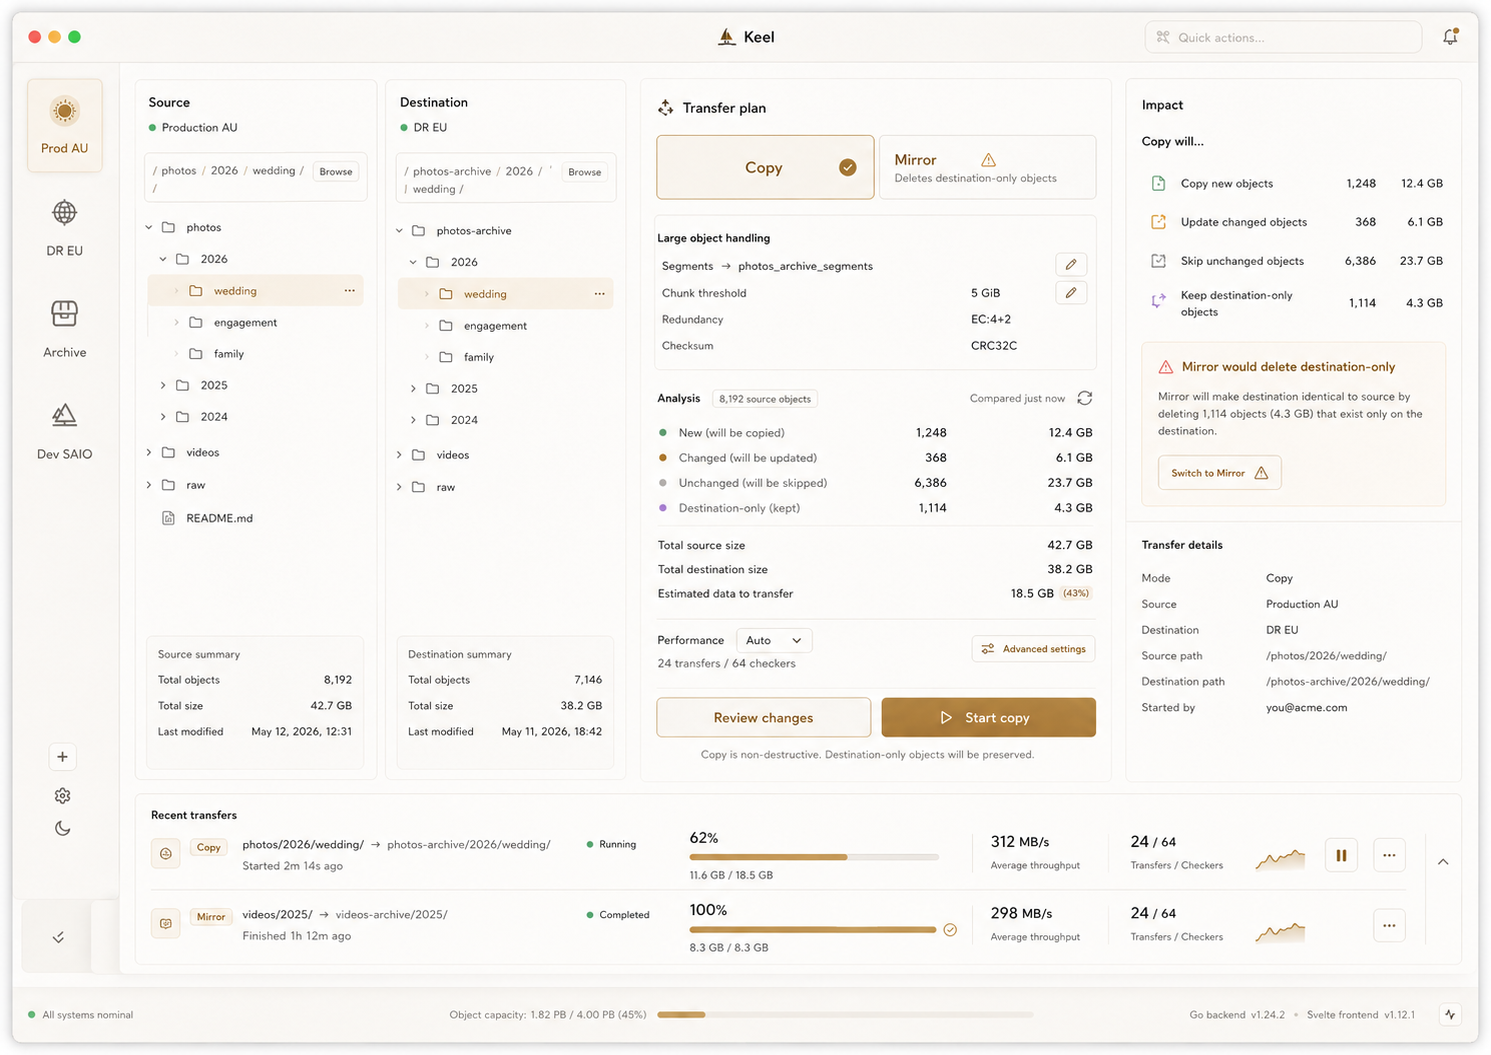 Keel
Quick actions...
Prod AU
DR EU
Archive
Dev SAIO
Source
Production AU
/ photos / 2026 / wedding /
/
Browse
photos
2026
wedding
engagement
family
2025
2024
videos
raw
README.md
Source summary
Total objects 8,192
Total size 42.7 GB
Last modified May 12, 2026, 12:31
Destination
DR EU
/ photos-archive / 2026 /
/ wedding /
Browse
photos-archive
2026
wedding
engagement
family
2025
2024
videos
raw
Destination summary
Total objects 7,146
Total size 38.2 GB
Last modified May 11, 2026, 18:42
Transfer plan
Copy
Mirror
Deletes destination-only objects
Large object handling
Segments → photos_archive_segments
Chunk threshold 5 GiB
Redundancy EC:4+2
Checksum CRC32C
Analysis 8,192 source objects Compared just now
New (will be copied) 1,248 12.4 GB
Changed (will be updated) 368 6.1 GB
Unchanged (will be skipped) 6,386 23.7 GB
Destination-only (kept) 1,114 4.3 GB
Total source size 42.7 GB
Total destination size 38.2 GB
Estimated data to transfer 18.5 GB (43%)
Performance Auto
24 transfers / 64 checkers
Advanced settings
Review changes
Start copy
Copy is non-destructive. Destination-only objects will be preserved.
Impact
Copy will...
Copy new objects 1,248 12.4 GB
Update changed objects 368 6.1 GB
Skip unchanged objects 6,386 23.7 GB
Keep destination-only
objects 1,114 4.3 GB
Mirror would delete destination-only
Mirror will make destination identical to source by
deleting 1,114 objects (4.3 GB) that exist only on the
destination.
Switch to Mirror
Transfer details
Mode Copy
Source Production AU
Destination DR EU
Source path /photos/2026/wedding/
Destination path /photos-archive/2026/wedding/
Started by you@acme.com
Recent transfers
Copy photos/2026/wedding/ → photos-archive/2026/wedding/
Started 2m 14s ago
Running
62%
11.6 GB / 18.5 GB
312 MB/s
Average throughput
24 / 64
Transfers / Checkers
Mirror videos/2025/ → videos-archive/2025/
Finished 1h 12m ago
Completed
100%
8.3 GB / 8.3 GB
298 MB/s
Average throughput
24 / 64
Transfers / Checkers
All systems nominal
Object capacity: 1.82 PB / 4.00 PB (45%)
Go backend v1.24.2 • Svelte frontend v1.12.1